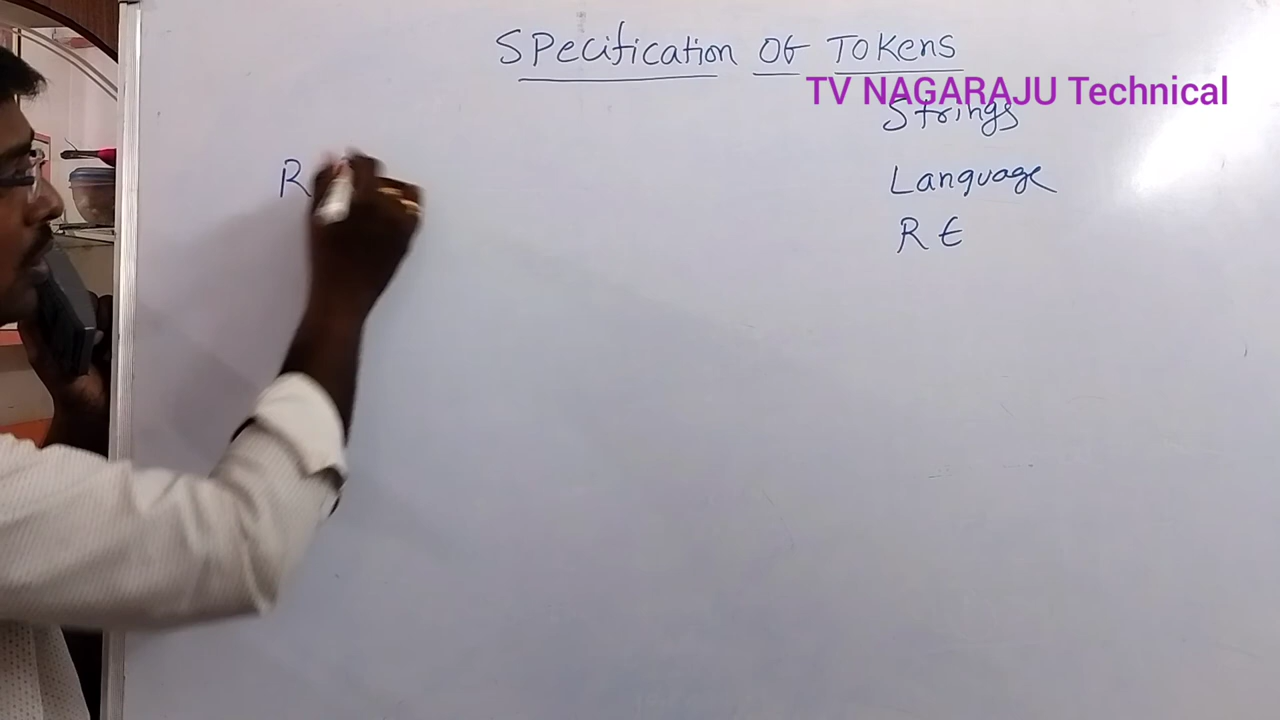 SPecification OF Tokens
TV NAGARAJU Technical
Strings
Language
R E
R